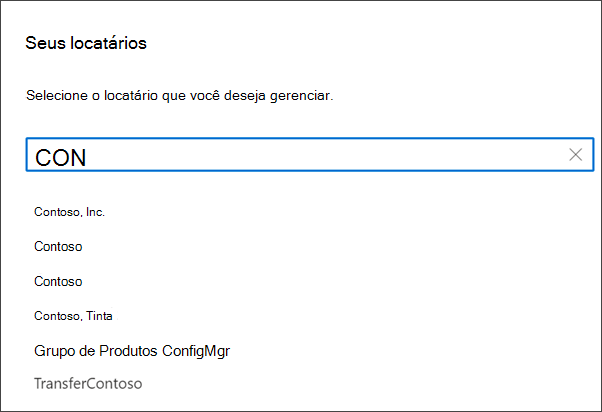 Seus locatários
Selecione o locatário que você deseja gerenciar.
CON
Contoso, Inc.
Contoso
Contoso
Contoso, Tinta
Grupo de Produtos ConfigMgr
TransferContoso